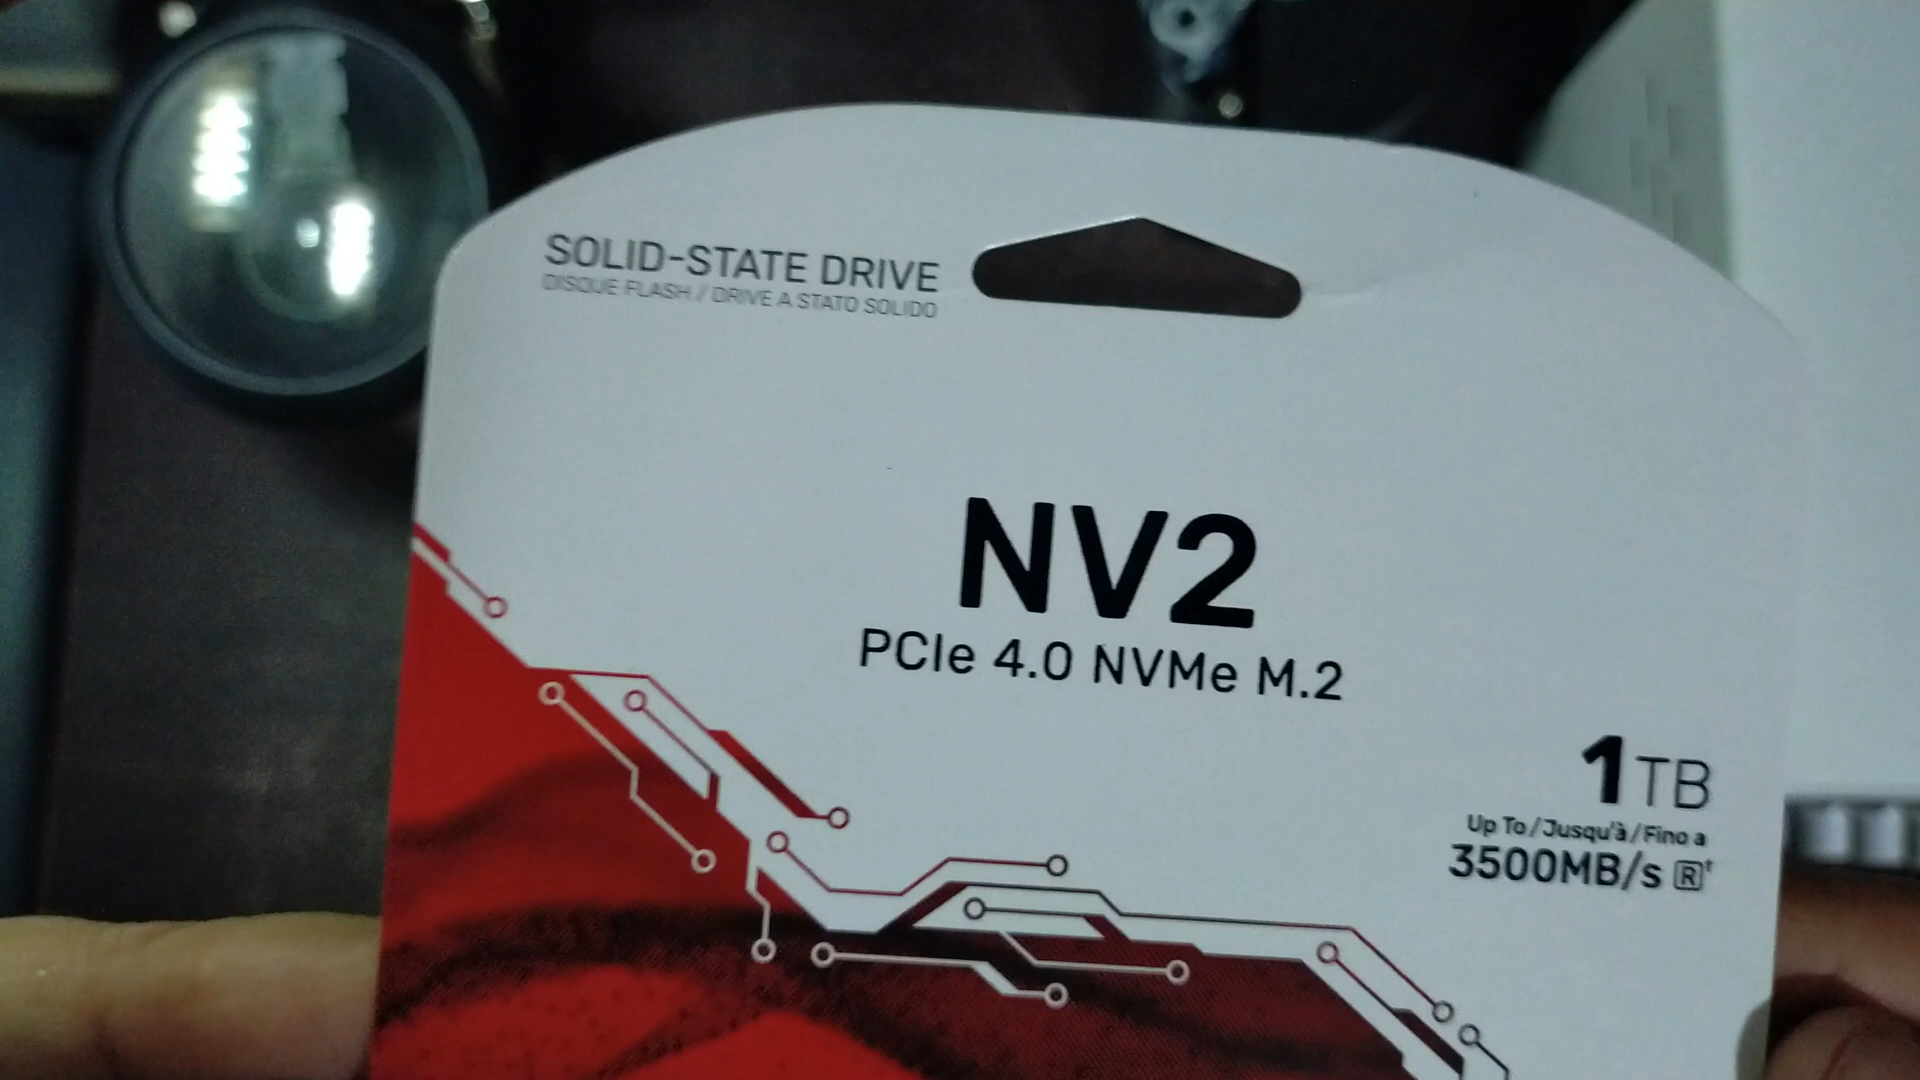 SOLID-STATE DRIVE
DISQUE FLASH / DRIVE A STATO SOLIDO
NV2
PCIe 4.0 NVMe M.2
1TB
Up To/Jusqu'à/Fino a
3500MB/s R†